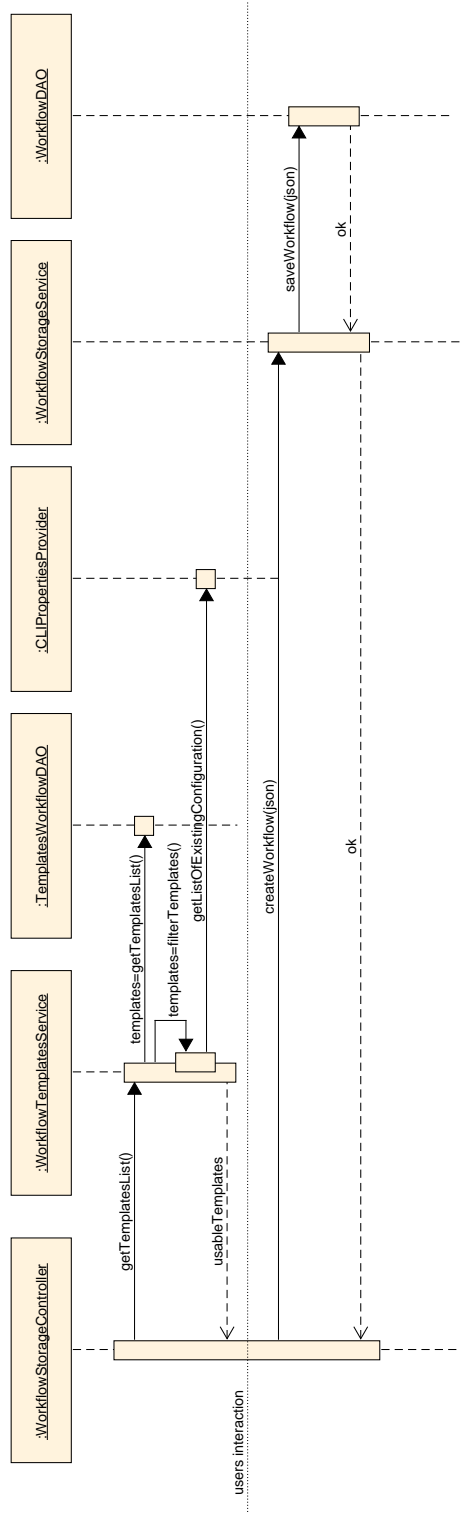 :WorkflowStorageController
:WorkflowTemplatesService
:TemplatesWorkflowDAO
:CLIPropertiesProvider
:WorkflowStorageService
:WorkflowDAO
getTemplatesList()
templates=getTemplatesList()
templates=filterTemplates()
getListOfExistingConfiguration()
usableTemplates
users interaction
createWorkflow(json)
saveWorkflow(json)
ok
ok